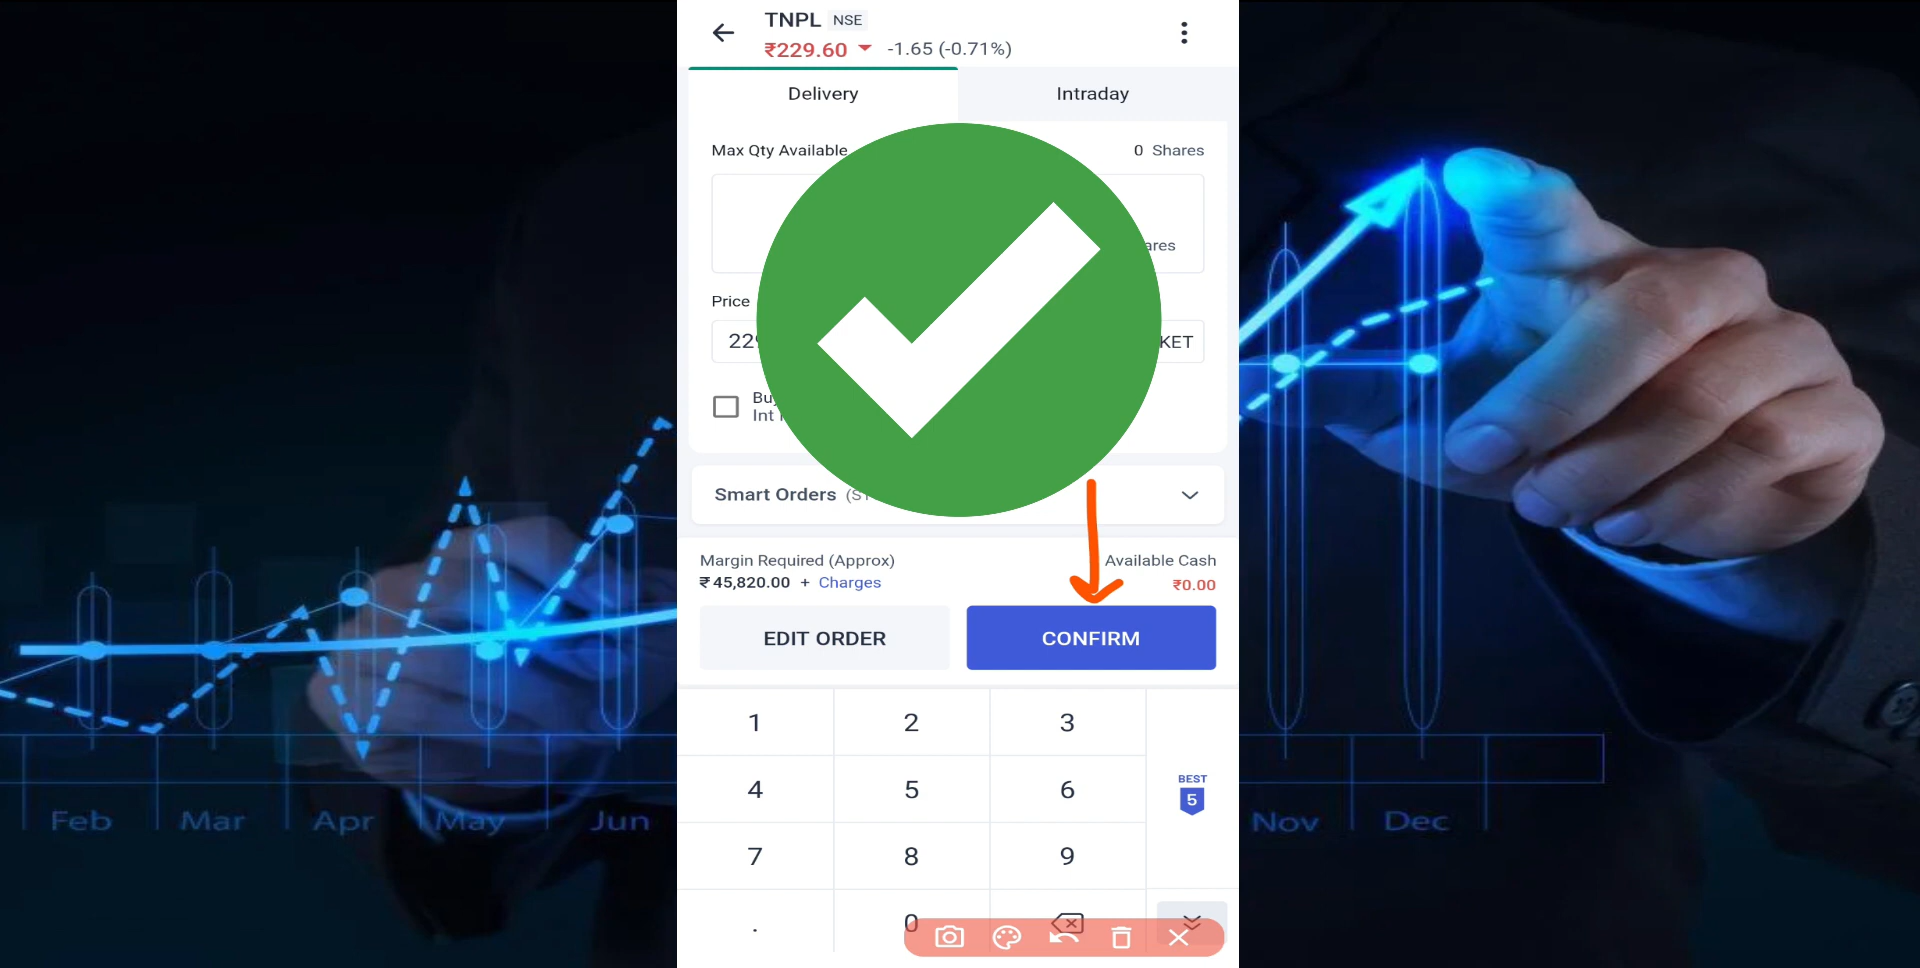 TNPL NSE
₹229.60 -1.65 (-0.71%)
Delivery Intraday
Max Qty Available 0 Shares
Price
Smart Orders
Margin Required (Approx) Available Cash
₹45,820.00 + Charges ₹0.00
EDIT ORDER CONFIRM
1 2 3
4 5 6
BEST
5
7 8 9
. 0
Feb Mar Apr May Jun
Nov Dec